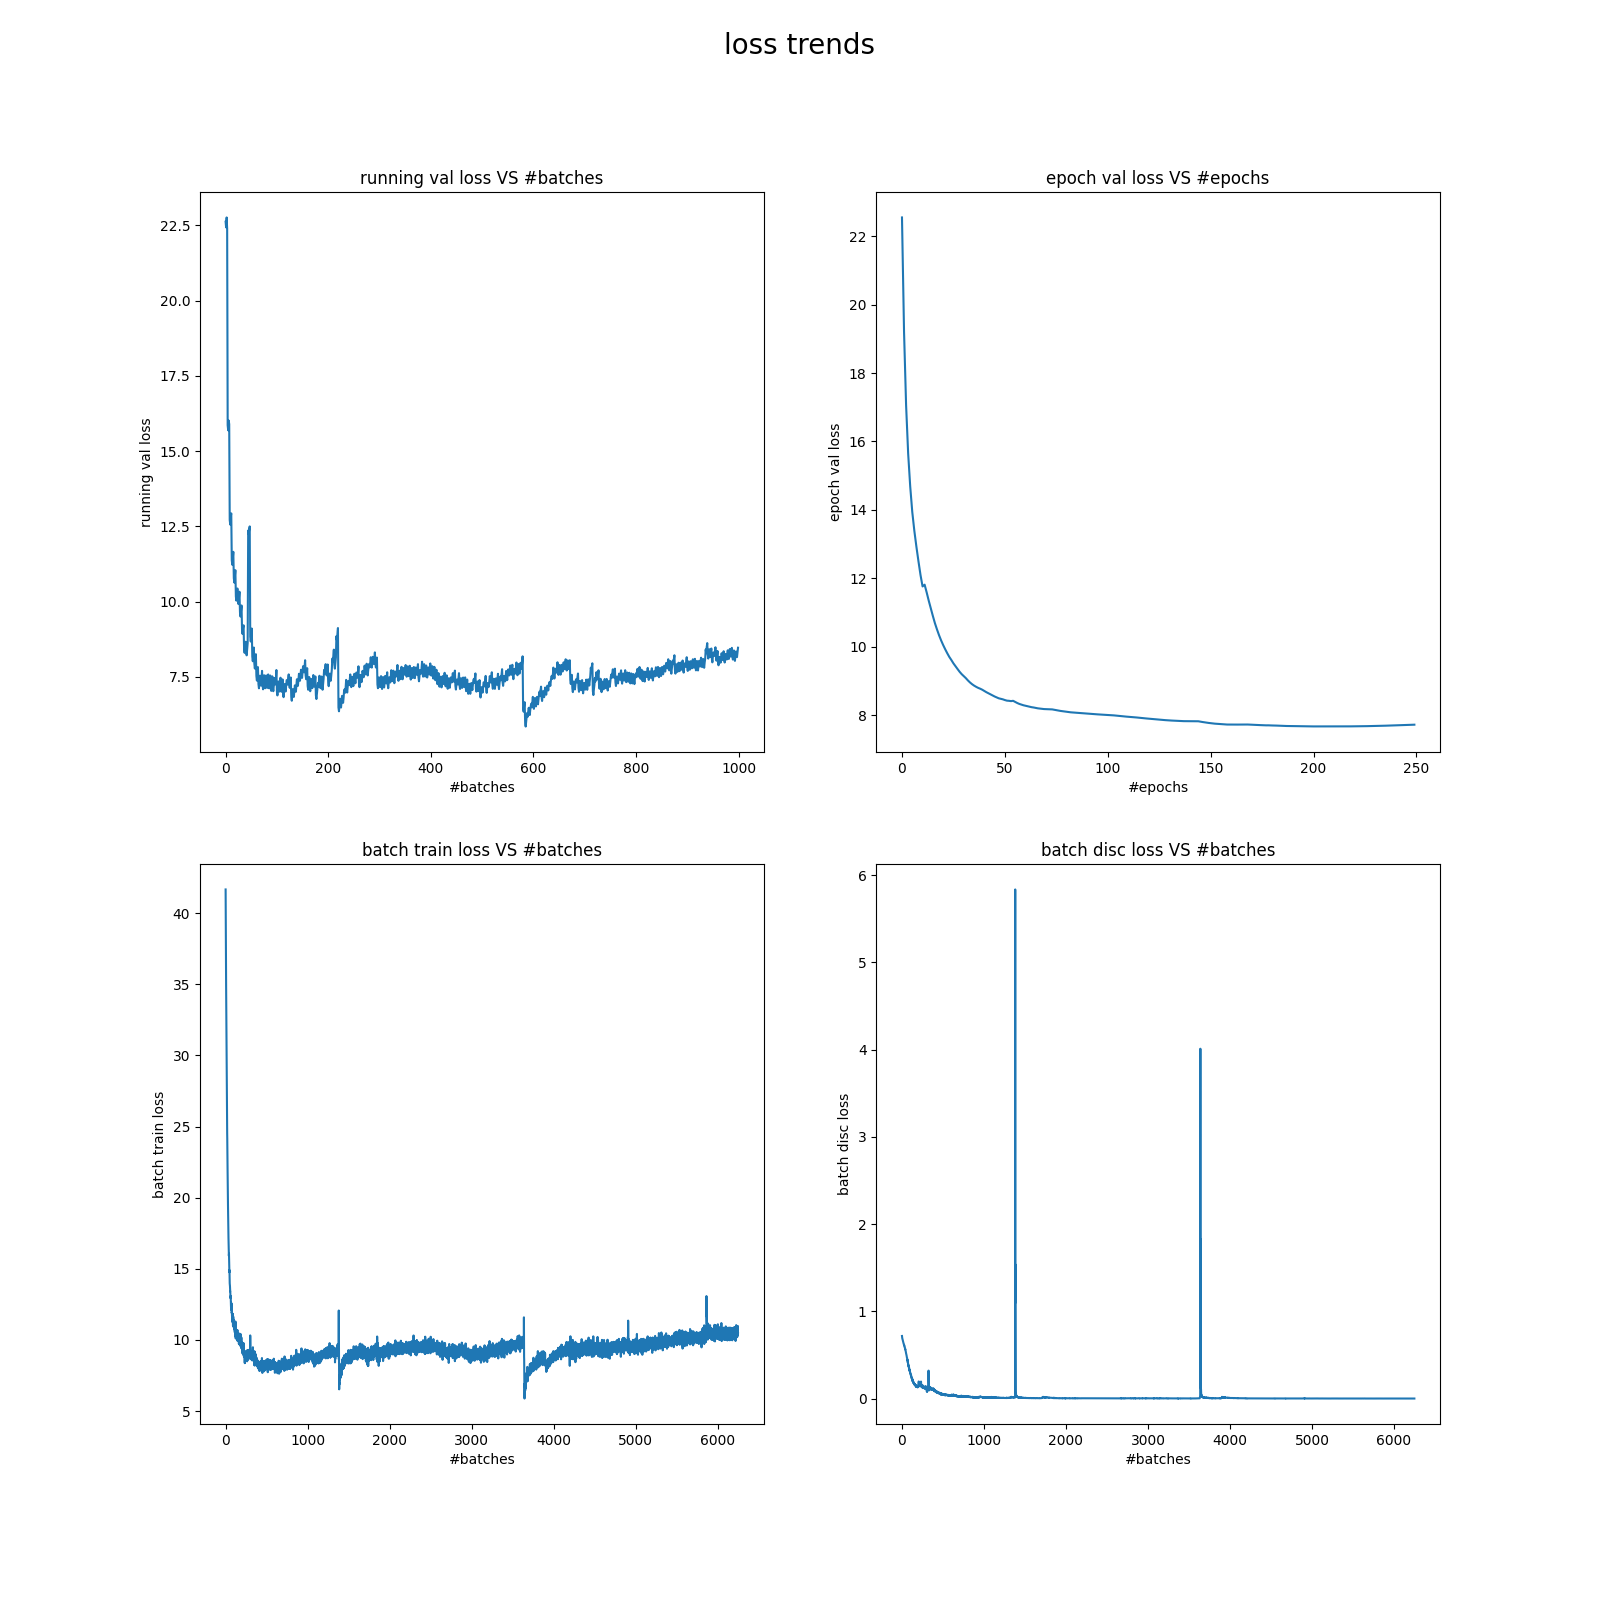 loss trends
running val loss VS #batches
22.5
20.0
17.5
15.0
12.5
10.0
7.5
running val loss
0 200 400 600 800 1000
#batches
epoch val loss VS #epochs
22
20
18
16
14
12
10
8
epoch val loss
0 50 100 150 200 250
#epochs
batch train loss VS #batches
40
35
30
25
20
15
10
5
batch train loss
0 1000 2000 3000 4000 5000 6000
#batches
batch disc loss VS #batches
6
5
4
3
2
1
0
batch disc loss
0 1000 2000 3000 4000 5000 6000
#batches